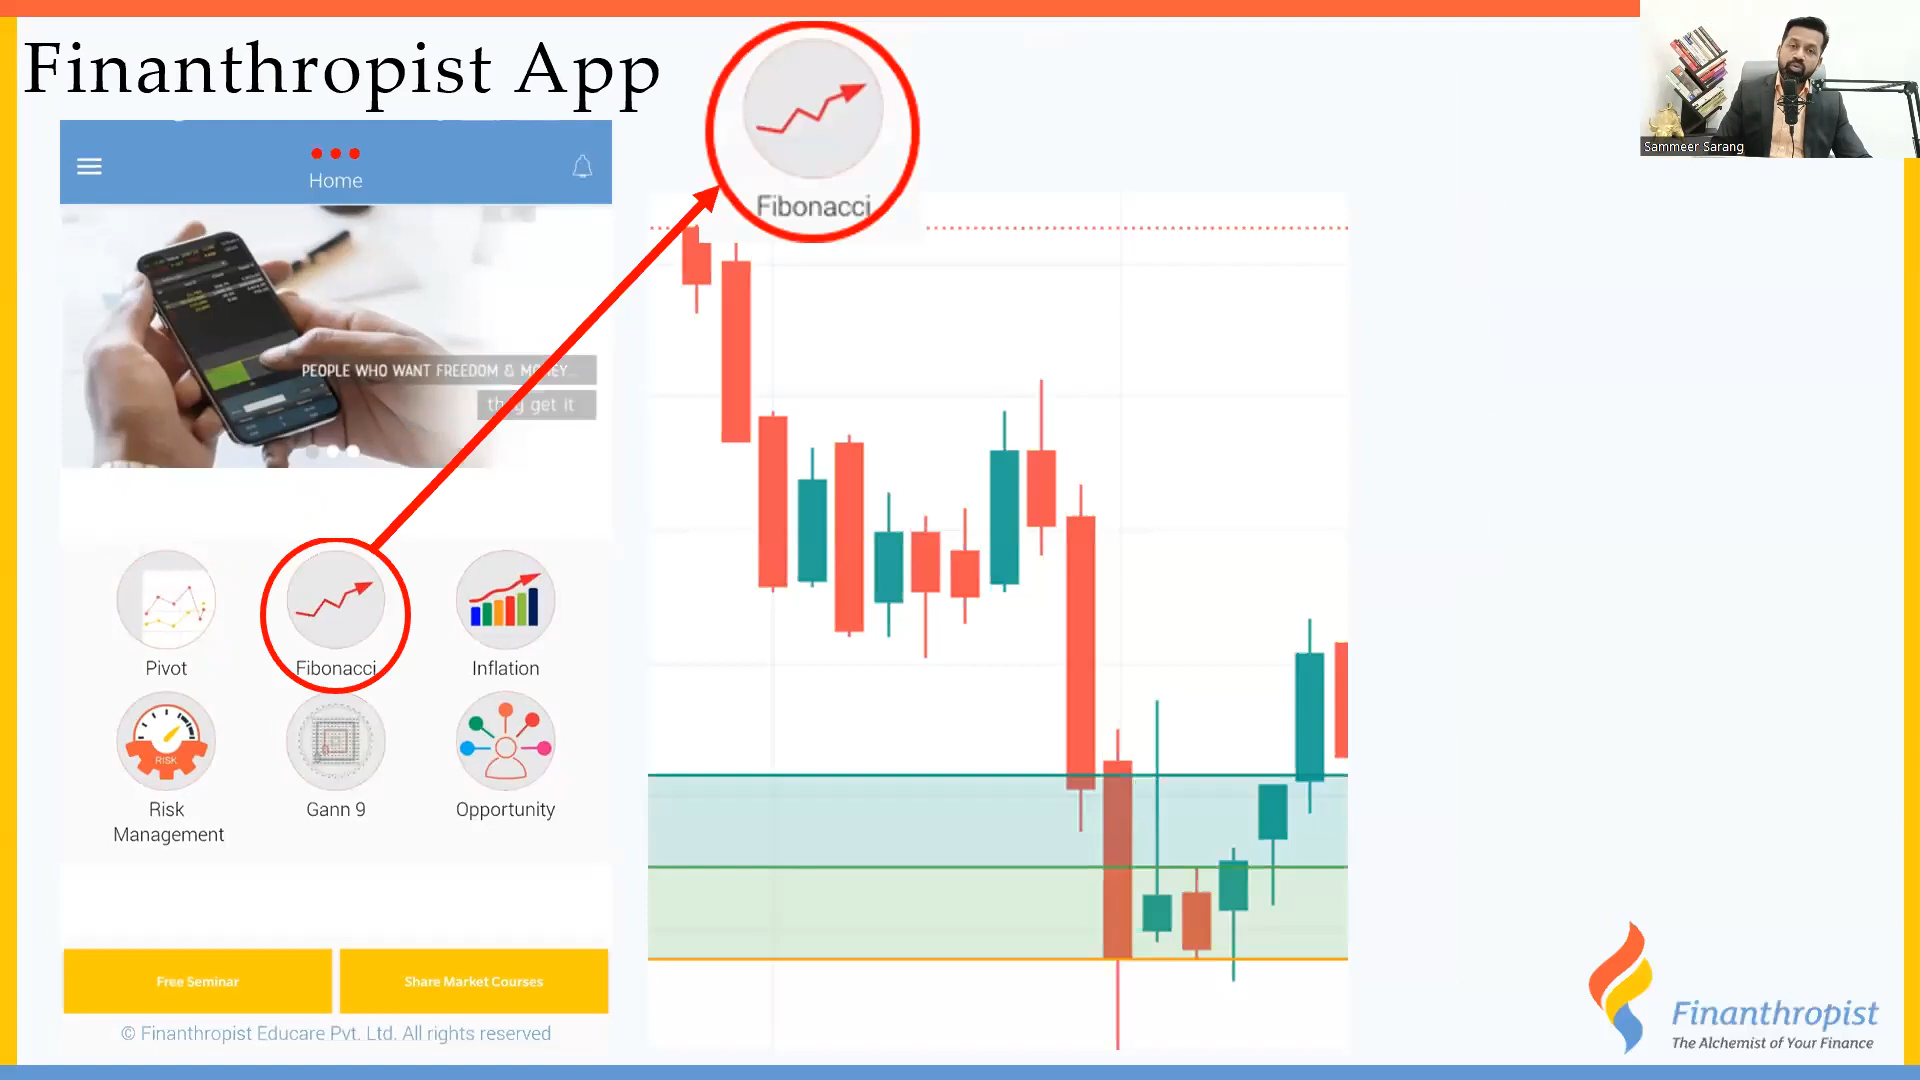 Finanthropist App
Sammeer Sarang
Fibonacci
Home
PEOPLE WHO WANT FREEDOM & MONEY...
they get it
Pivot
Fibonacci
Inflation
RISK
Risk
Management
Gann 9
Opportunity
Free Seminar
Share Market Courses
© Finanthropist Educare Pvt. Ltd. All rights reserved
Finanthropist
The Alchemist of Your Finance